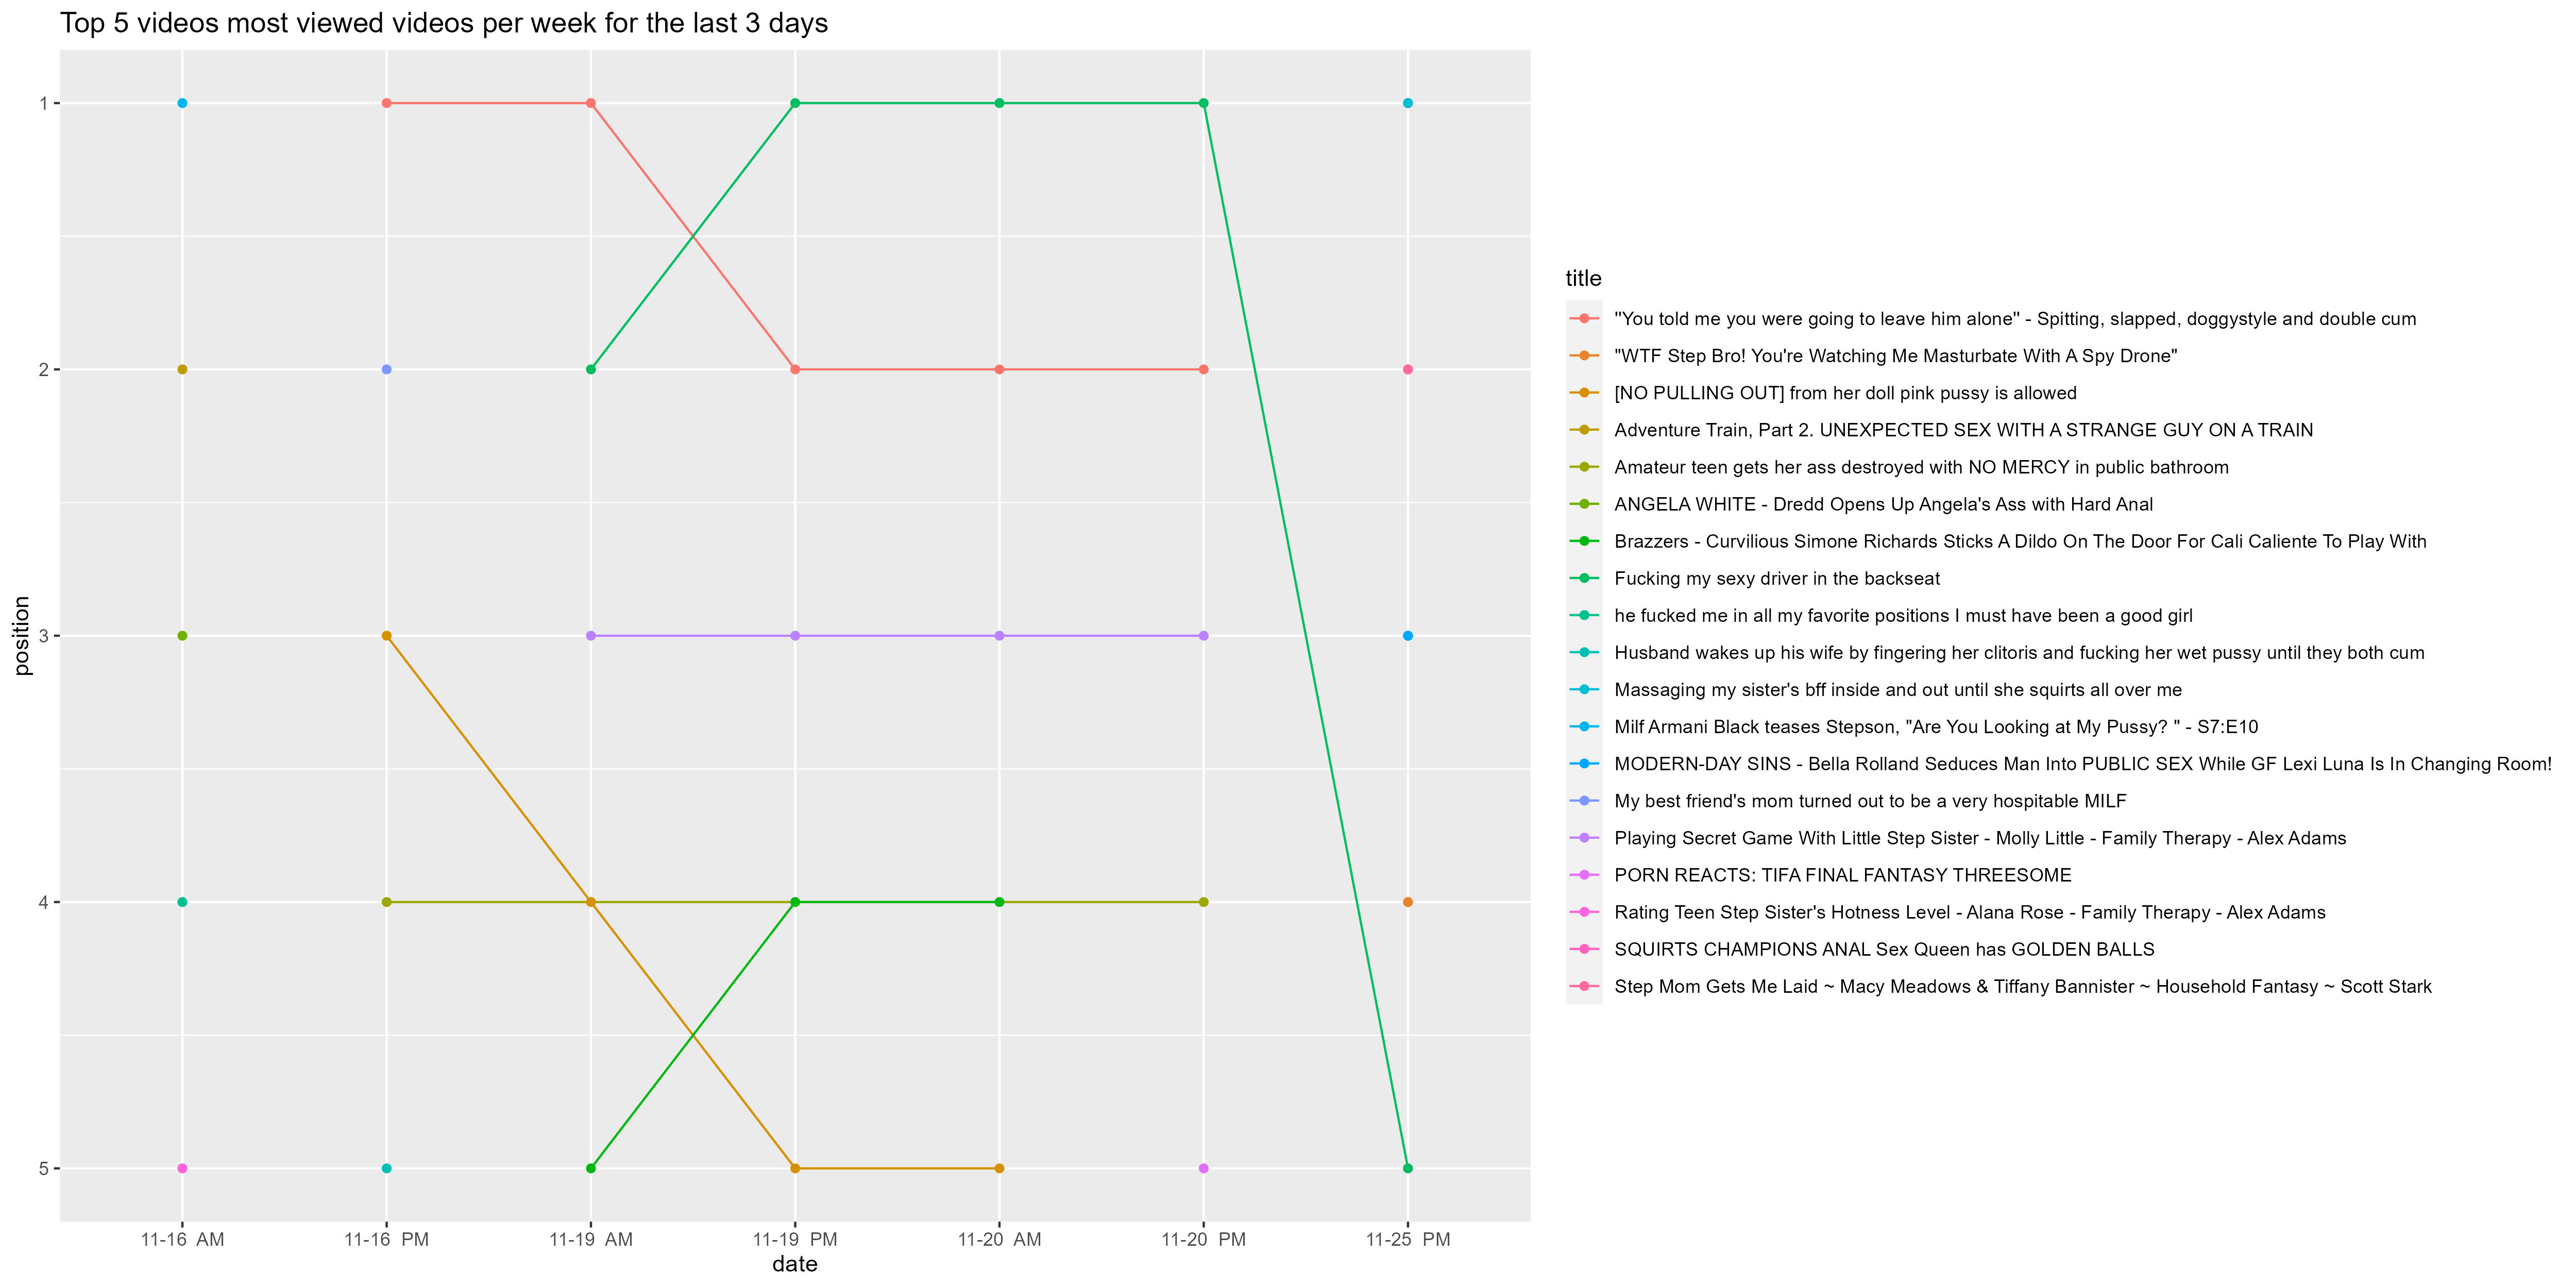 Top 5 videos most viewed videos per week for the last 3 days
position
1
2
3
4
5
11-16 AM
11-16 PM
11-19 AM
11-19 PM
11-20 AM
11-20 PM
11-25 PM
date
title
"You told me you were going to leave him alone" - Spitting, slapped, doggystyle and double cum
"WTF Step Bro! You're Watching Me Masturbate With A Spy Drone"
[NO PULLING OUT] from her doll pink pussy is allowed
Adventure Train, Part 2. UNEXPECTED SEX WITH A STRANGE GUY ON A TRAIN
Amateur teen gets her ass destroyed with NO MERCY in public bathroom
ANGELA WHITE - Dredd Opens Up Angela's Ass with Hard Anal
Brazzers - Curvilious Simone Richards Sticks A Dildo On The Door For Cali Caliente To Play With
Fucking my sexy driver in the backseat
he fucked me in all my favorite positions I must have been a good girl
Husband wakes up his wife by fingering her clitoris and fucking her wet pussy until they both cum
Massaging my sister's bff inside and out until she squirts all over me
Milf Armani Black teases Stepson, "Are You Looking at My Pussy? " - S7:E10
MODERN-DAY SINS - Bella Rolland Seduces Man Into PUBLIC SEX While GF Lexi Luna Is In Changing Room!
My best friend's mom turned out to be a very hospitable MILF
Playing Secret Game With Little Step Sister - Molly Little - Family Therapy - Alex Adams
PORN REACTS: TIFA FINAL FANTASY THREESOME
Rating Teen Step Sister's Hotness Level - Alana Rose - Family Therapy - Alex Adams
SQUIRTS CHAMPIONS ANAL Sex Queen has GOLDEN BALLS
Step Mom Gets Me Laid ~ Macy Meadows & Tiffany Bannister ~ Household Fantasy ~ Scott Stark